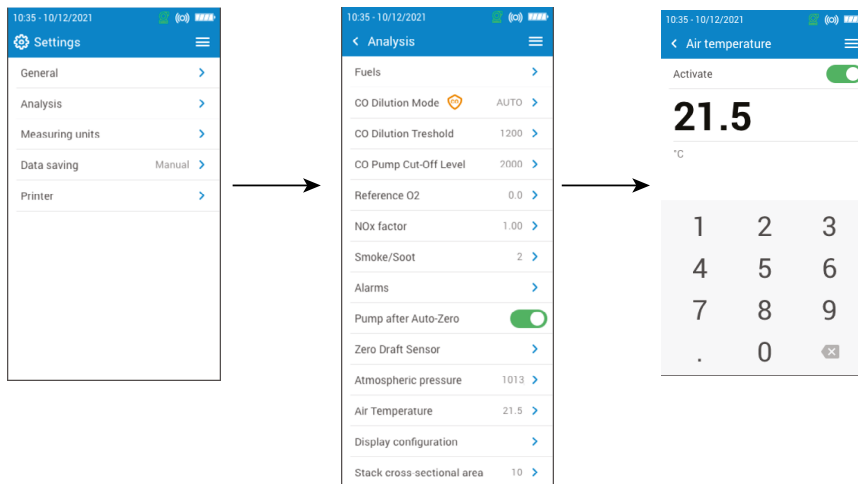 10:35 - 10/12/2021
Settings
General
Analysis
Measuring units
Data saving Manual
Printer
10:35 - 10/12/2021
Analysis
Fuels
CO Dilution Mode CO AUTO
CO Dilution Treshold 1200
CO Pump Cut-Off Level 2000
Reference O2 0.0
NOx factor 1.00
Smoke/Soot 2
Alarms
Pump after Auto-Zero
Zero Draft Sensor
Atmospheric pressure 1013
Air Temperature 21.5
Display configuration
Stack cross-sectional area 10
10:35 - 10/12/2021
Air temperature
Activate
21.5
°C
1 2 3
4 5 6
7 8 9
. 0